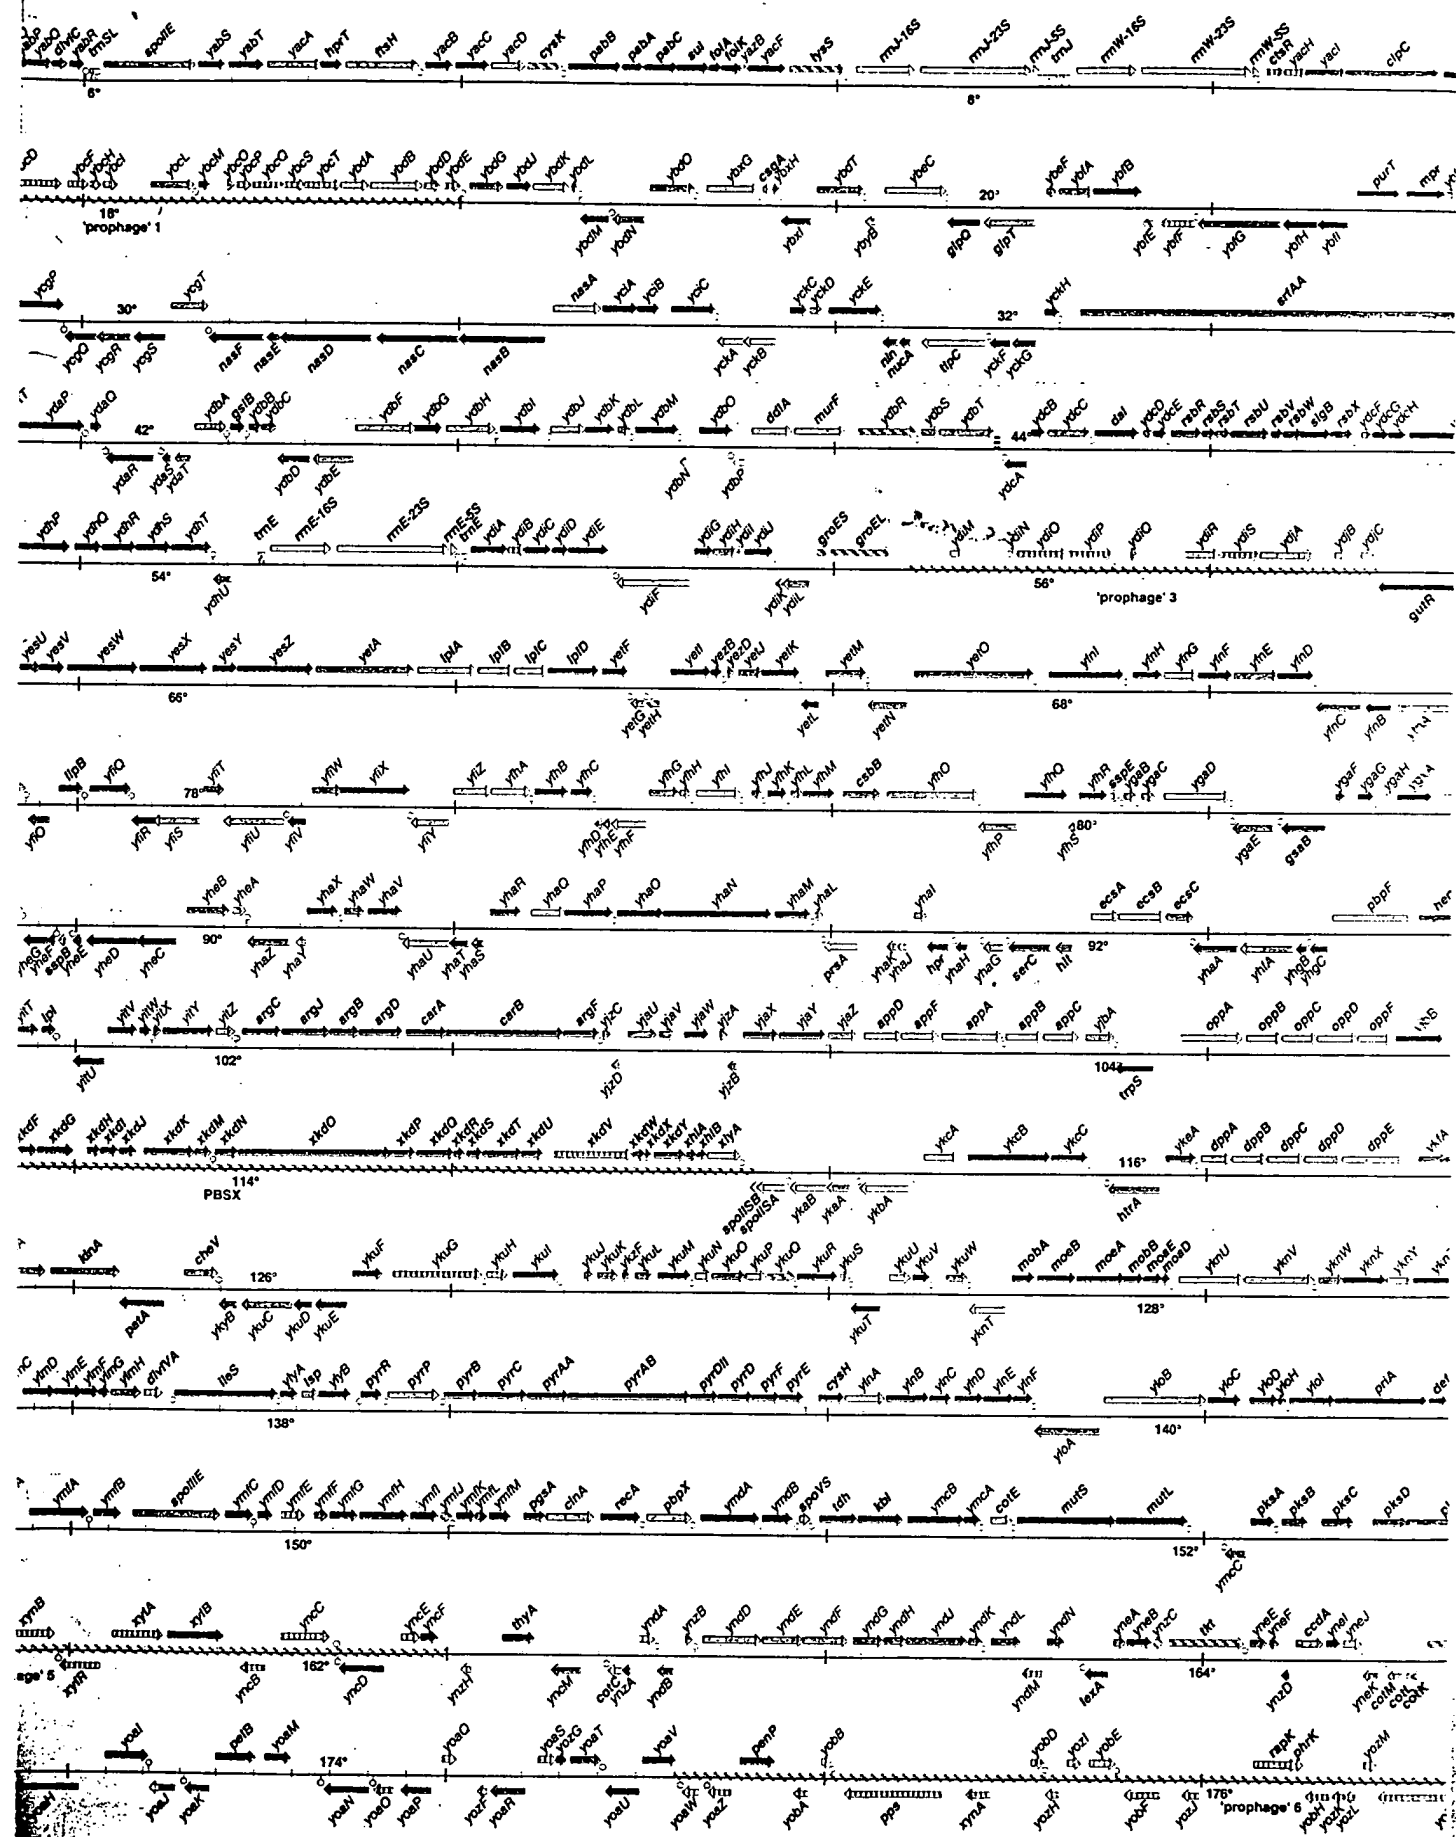 yabP yabQ divIC yabR trnSL spoIIE yabS yabT yacA hprT ftsH yacB yacC yacD cysK pabB pabA pabC sul folA folK yazB yacF lysS rrnJ-16S rrnJ-23S rrnJ-5S trnJ rrnW-16S rrnW-23S rrnW-5S ctsR yacH yacI clpC
6° 8°
ybcF ybcH ybcI ybcL ybcM ybcO ybcP ybcQ ybcS ybcT ybdA ybdB ybdD ybdE ybdG ybdJ ybdK ybdL ybdO ybxG csgA ybxH ybdT ybeC 20° ybeF ybfA ybfB purT mpr
18° 'prophage' 1
ybdM ybdN ybxI ybyB glpQ glpT ybfE ybfF ybfG ybfH ybfI
ycgP 30° ycgT nasA yciA yciB yciC yckC yckD yckE 32° yckH srfAA
ycgQ ycgR ycgS nasF nasE nasD nasC nasB yckA yckB nin nucA tlpC yckF yckG
ydaP ydaQ 42° ydbA gsiB ydbB ydbC ydbF ydbG ydbH ydbI ydbJ ydbK ydbL ydbM ydbO ddlA murF ydbR ydbS ydbT 44° ydcB ydcC dal ydcD ydcE rsbR rsbS rsbT rsbU rsbV rsbW sigB rsbX ydcF ydcG ydcH
ydaR ydaS ydaT ydbD ydbE ydbN ydbP ydcA
ydhP ydhQ ydhR ydhS ydhT trnE rrnE-16S rrnE-23S rrnE-5S trnE ydiA ydiB ydiC ydiD ydiE ydiG ydiH ydiI ydiJ groES groEL ydiM ydiN ydiO ydiP ydiQ ydiR ydiS ydjA ydjB ydjC
54° ydhU ydiF ydiK ydiL 56° 'prophage' 3 gutR
yesU yesV yesW yesX yesY yesZ yetA lplA lplB lplC lplD yetF yetI yezB yezD yetJ yetK yetM yetO yfnI yfnH yfnG yfnF yfnE yfnD
66° yetG yetH yetL yetN 68° yfnC yfnB
lipB yfiQ 78° yfiT yfiW yfiX yfiZ yfhA yfhB yfhC yfhG yfhH yfhI yfhJ yfhK yfhL yfhM csbB yfhO yfhQ yfhR sspE ygaB ygaC ygaD ygaF ygaG ygaH
yfiO yfiR yfiS yfiU yfiV yfiY yfhD yfhE yfhF yfhP yfhS 80° ygaE gsaB
yheB yheA yhaX yhaW yhaV yhaR yhaQ yhaP yhaO yhaN yhaM yhaL yhaI ecsA ecsB ecsC pbpF
yheG yheF sspB yheE yheD yheC 90° yhaZ yhaY yhaU yhaT yhaS prsA yhaK yhaJ hpr yhaH yhaG serC hit 92° yhaA yhfA yhgB yhgC
yitT ipi yitV yitW yitX yitY yitZ argC argJ argB argD carA carB argF yjzC yjaU yjaV yjaW yjzA yjaX yjaY yjaZ appD appF appA appB appC yjbA oppA oppB oppC oppD oppF
yitU 102° yjzD yjzB 104° trpS
xkdF xkdG xkdH xkdI xkdJ xkdK xkdM xkdN xkdO xkdP xkdQ xkdR xkdS xkdT xkdU xkdV xkdW xkdX xkdY xhlA xhlB xlyA ykcA ykcB ykcC 116° ykeA dppA dppB dppC dppD dppE ykfA
114° PBSX spoIISB spoIISA ykaB ykaA ykbA htrA
kinA cheV 126° ykuF ykuG ykuH ykuI ykuJ ykuK ykzF ykuL ykuM ykuN ykuO ykuP ykuQ ykuR ykuS ykuU ykuV ykuW mobA moeB moeA mobB moaE moaD yknU yknV yknW yknX yknY
patA ykyB ykuC ykuD ykuE ykuT yknT 128°
ylmD ylmE ylmF ylmG ylmH divIVA ileS ylyA lsp ylyB pyrR pyrP pyrB pyrC pyrAA pyrAB pyrDII pyrD pyrF pyrE cysH ylnA ylnB ylnC ylnD ylnE ylnF yloB yloC yloD yloH yloI priA def
138° yloA 140°
ymfA ymfB spoIIIE ymfC ymfD ymfE ymfF ymfG ymfH ymfI ymfJ ymfK ymfL ymfM pgsA cinA recA pbpX ymdA ymdB spoVS tdh kbl ymcB ymcA cotE mutS mutL pksA pksB pksC pksD
150° 152° ymcC
xynB xylA xylB yncC yncE yncF thyA yndA ynzB yndD yndE yndF yndG yndH yndJ yndK yndL yndN yneA yneB ynzC tkt yneE yneF ccdA yneI yneJ
age' 5 xylR yncB 162° yncD ynzH yncM cotC ynzA yndB yndM lexA 164° ynzD yneK cotM cotL cotK
yoaI pelB yoaM 174° yoaQ yoaS yozG yoaT yoaV penP yobB yobD yozI yobE rapK phrK yozM
yoaH yoaJ yoaK yoaN yoaO yoaP yozF yoaR yoaU yoaW yoaZ yobA pps xynA yozH yobF yozJ 176° 'prophage' 6 yobH yozK yozL